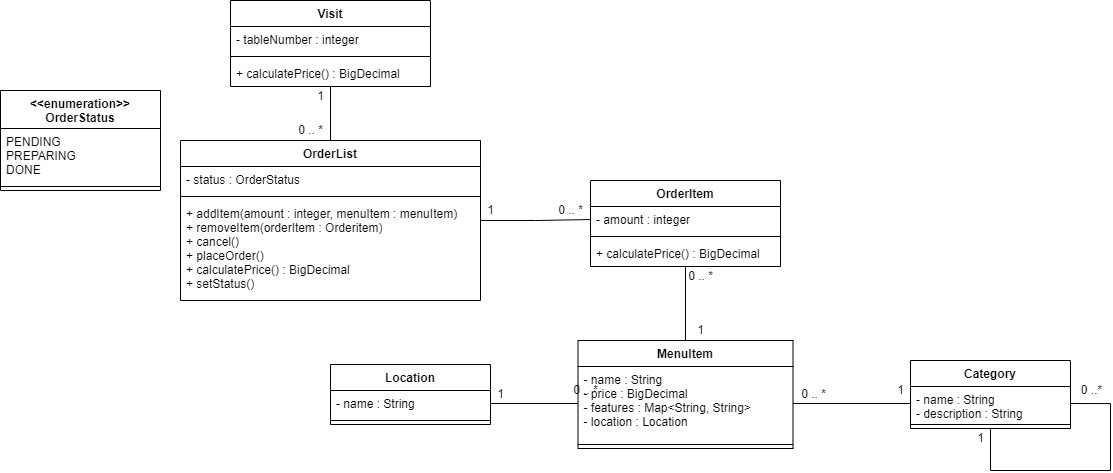 Visit
- tableNumber : integer
+ calculatePrice() : BigDecimal
1
0 .. *
<<enumeration>>
OrderStatus
PENDING
PREPARING
DONE
OrderList
- status : OrderStatus
+ addItem(amount : integer, menuItem : menuItem)
+ removeItem(orderItem : Orderitem)
+ cancel()
+ placeOrder()
+ calculatePrice() : BigDecimal
+ setStatus()
1
0 .. *
OrderItem
- amount : integer
+ calculatePrice() : BigDecimal
0 .. *
1
MenuItem
- name : String
- price : BigDecimal
- features : Map<String, String>
- location : Location
Location
- name : String
1
0 .. *
0 .. *
1
Category
- name : String
- description : String
0 .. *
1